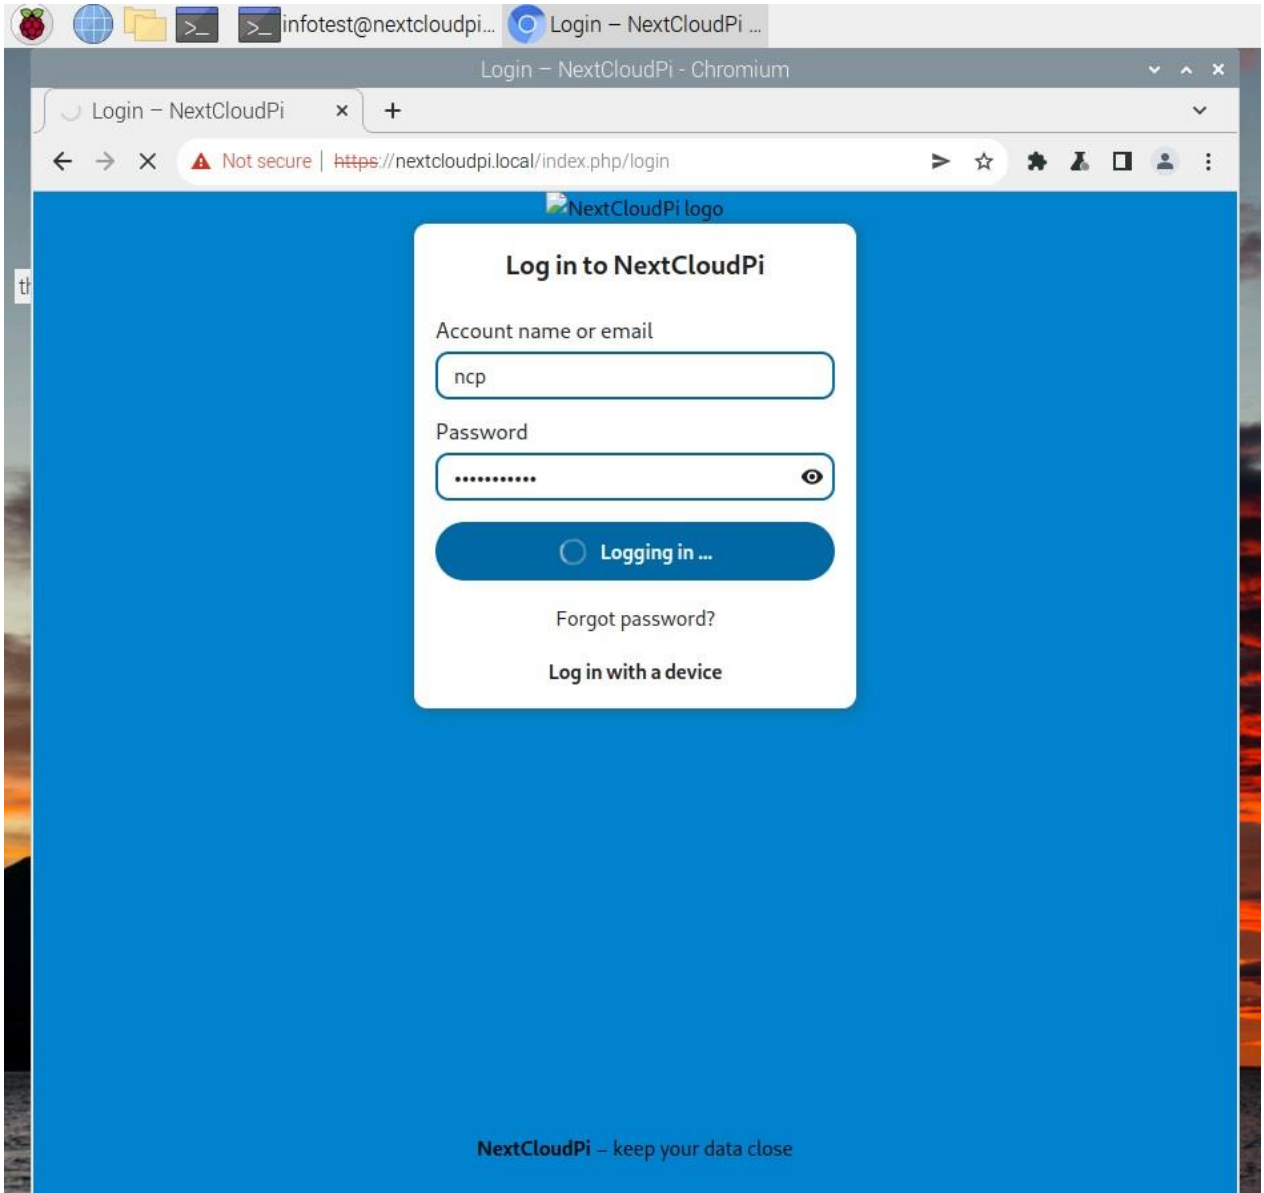 infotest@nextcloudpi... Login – NextCloudPi ...
Login – NextCloudPi - Chromium
Login – NextCloudPi
Not secure | https://nextcloudpi.local/index.php/login
NextCloudPi logo
Log in to NextCloudPi
th
Account name or email
ncp
Password
Logging in ...
Forgot password?
Log in with a device
NextCloudPi – keep your data close